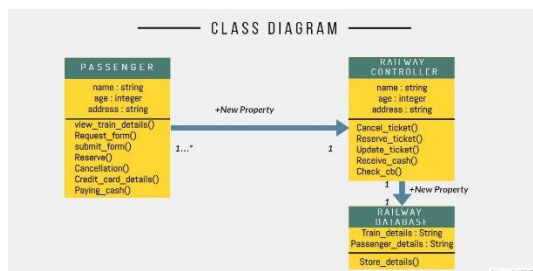 CLASS DIAGRAM
PASSENGER
name : string
age : integer
address : string
view_train_details()
Request_form()
submit_form()
Reserve()
Cancellation()
Credit_card_details()
Paying_cash()
+New Property
1...*
1
RAILWAY
CONTROLLER
name : string
age : integer
address : string
Cancel_ticket()
Reserve_ticket()
Update_ticket()
Receive_cash()
Check_cb()
1
+New Property
1
RAILWAY
DATABASE
Train_details : String
Passenger_details : String
Store_details()